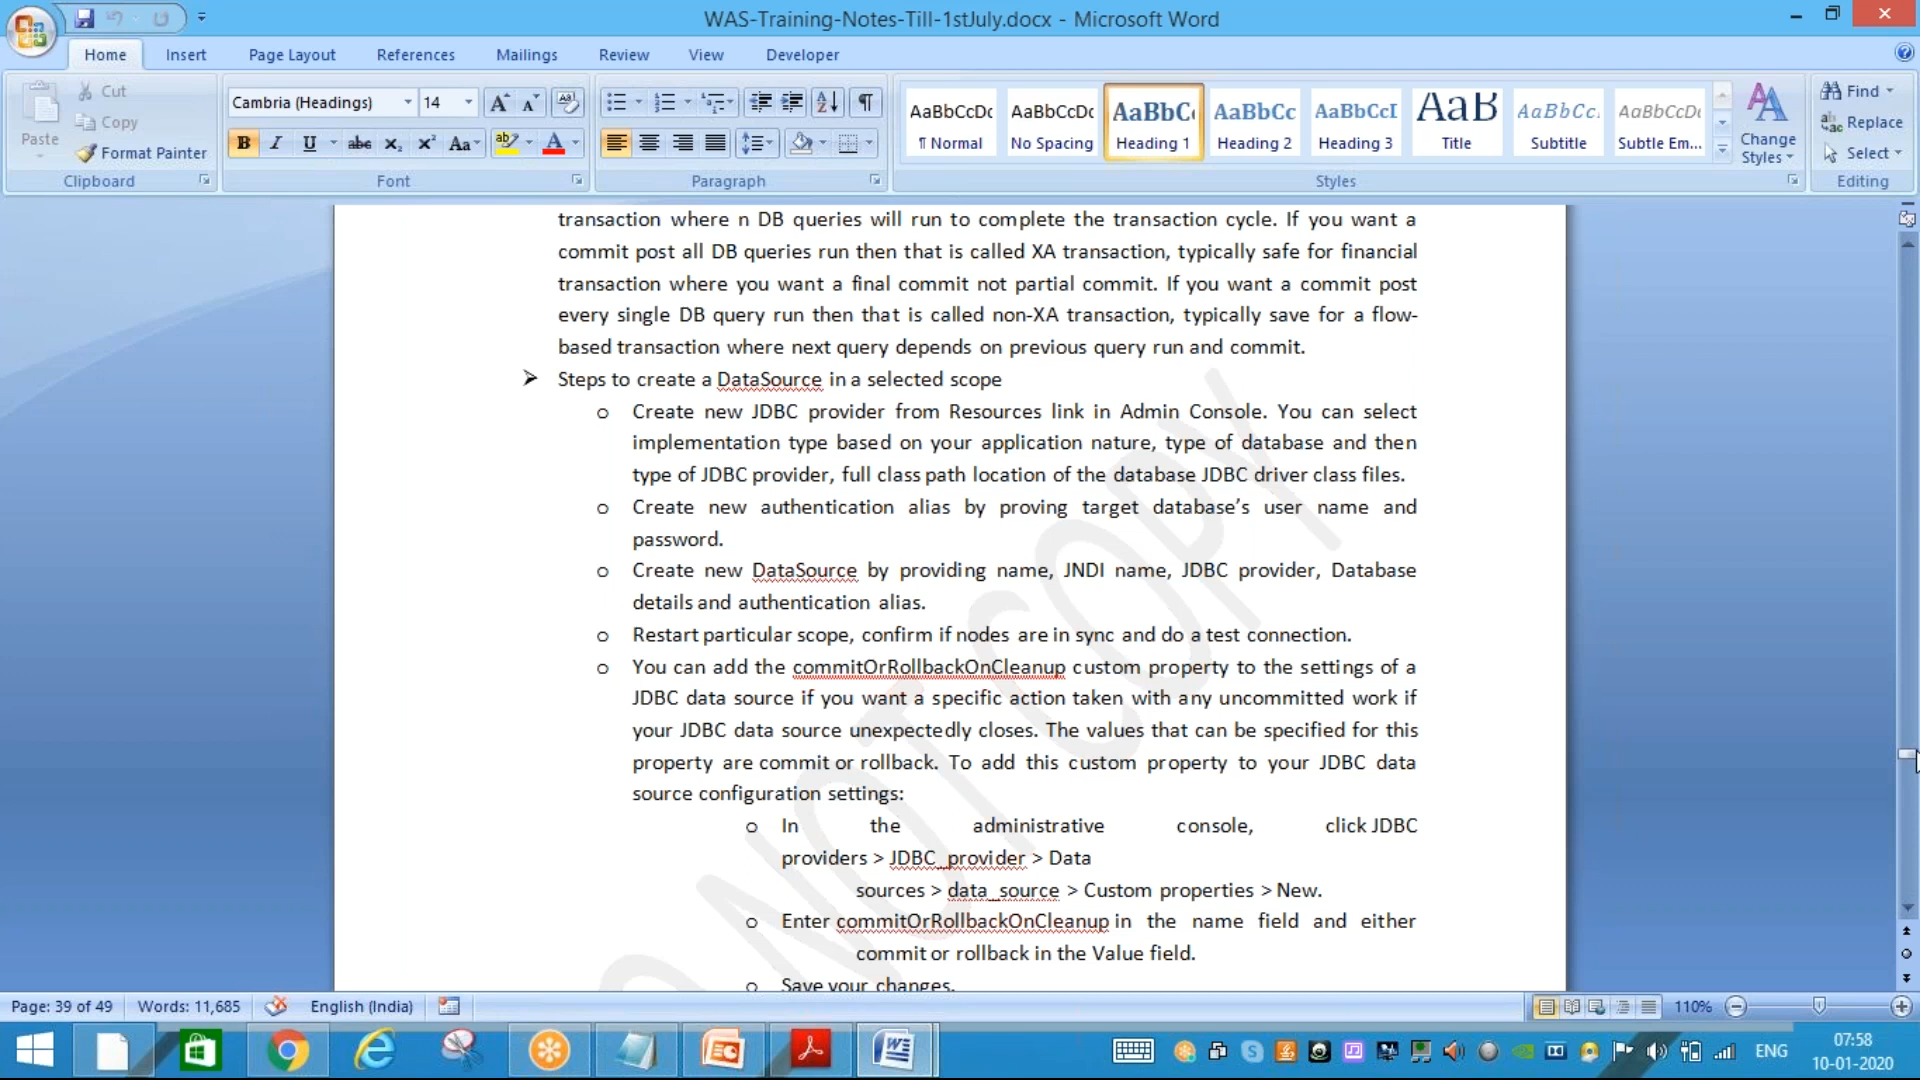 WAS-Training-Notes-Till-1stJuly.docx - Microsoft Word
Home Insert Page Layout References Mailings Review View Developer
Paste Cut Copy Format Painter Clipboard
Cambria (Headings) 14
B I U abc X₂ X² Aa ab A Font
Paragraph
AaBbCcDc ¶ Normal
AaBbCcDc No Spacing
AaBbC Heading 1
AaBbCc Heading 2
AaBbCcI Heading 3
AaB Title
AaBbCc. Subtitle
AaBbCcDc Subtle Em...
Change Styles
Styles
Find Replace Select Editing
transaction where n DB queries will run to complete the transaction cycle. If you want a
commit post all DB queries run then that is called XA transaction, typically safe for financial
transaction where you want a final commit not partial commit. If you want a commit post
every single DB query run then that is called non-XA transaction, typically save for a flow-
based transaction where next query depends on previous query run and commit.
➢ Steps to create a DataSource in a selected scope
o Create new JDBC provider from Resources link in Admin Console. You can select
implementation type based on your application nature, type of database and then
type of JDBC provider, full class path location of the database JDBC driver class files.
o Create new authentication alias by proving target database's user name and
password.
o Create new DataSource by providing name, JNDI name, JDBC provider, Database
details and authentication alias.
o Restart particular scope, confirm if nodes are in sync and do a test connection.
o You can add the commitOrRollbackOnCleanup custom property to the settings of a
JDBC data source if you want a specific action taken with any uncommitted work if
your JDBC data source unexpectedly closes. The values that can be specified for this
property are commit or rollback. To add this custom property to your JDBC data
source configuration settings:
o In the administrative console, click JDBC
providers > JDBC_provider > Data
sources > data_source > Custom properties > New.
o Enter commitOrRollbackOnCleanup in the name field and either
commit or rollback in the Value field.
o Save your changes.
NOT COPY
Page: 39 of 49 Words: 11,685 English (India) 110%
ENG 07:58
10-01-2020